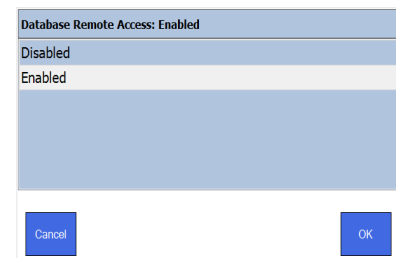 Database Remote Access: Enabled
Disabled
Enabled
Cancel
OK